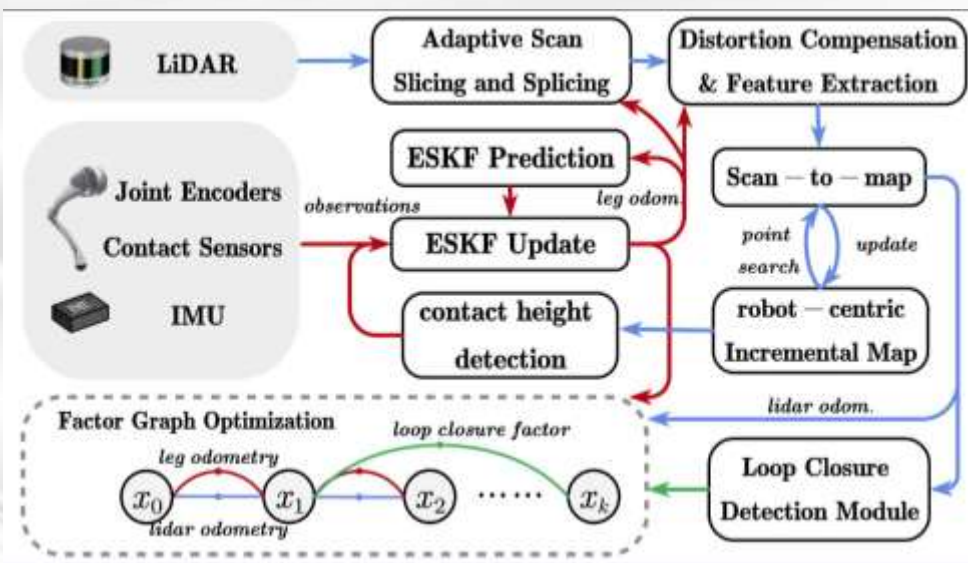 LiDAR
Adaptive Scan
Slicing and Splicing
Distortion Compensation
& Feature Extraction
Joint Encoders
Contact Sensors
IMU
observations
ESKF Prediction
leg odom.
ESKF Update
contact height
detection
Scan – to – map
point
search
update
robot – centric
Incremental Map
lidar odom.
Factor Graph Optimization
loop closure factor
leg odometry
x₀ x₁ x₂ ...... xₖ
lidar odometry
Loop Closure
Detection Module